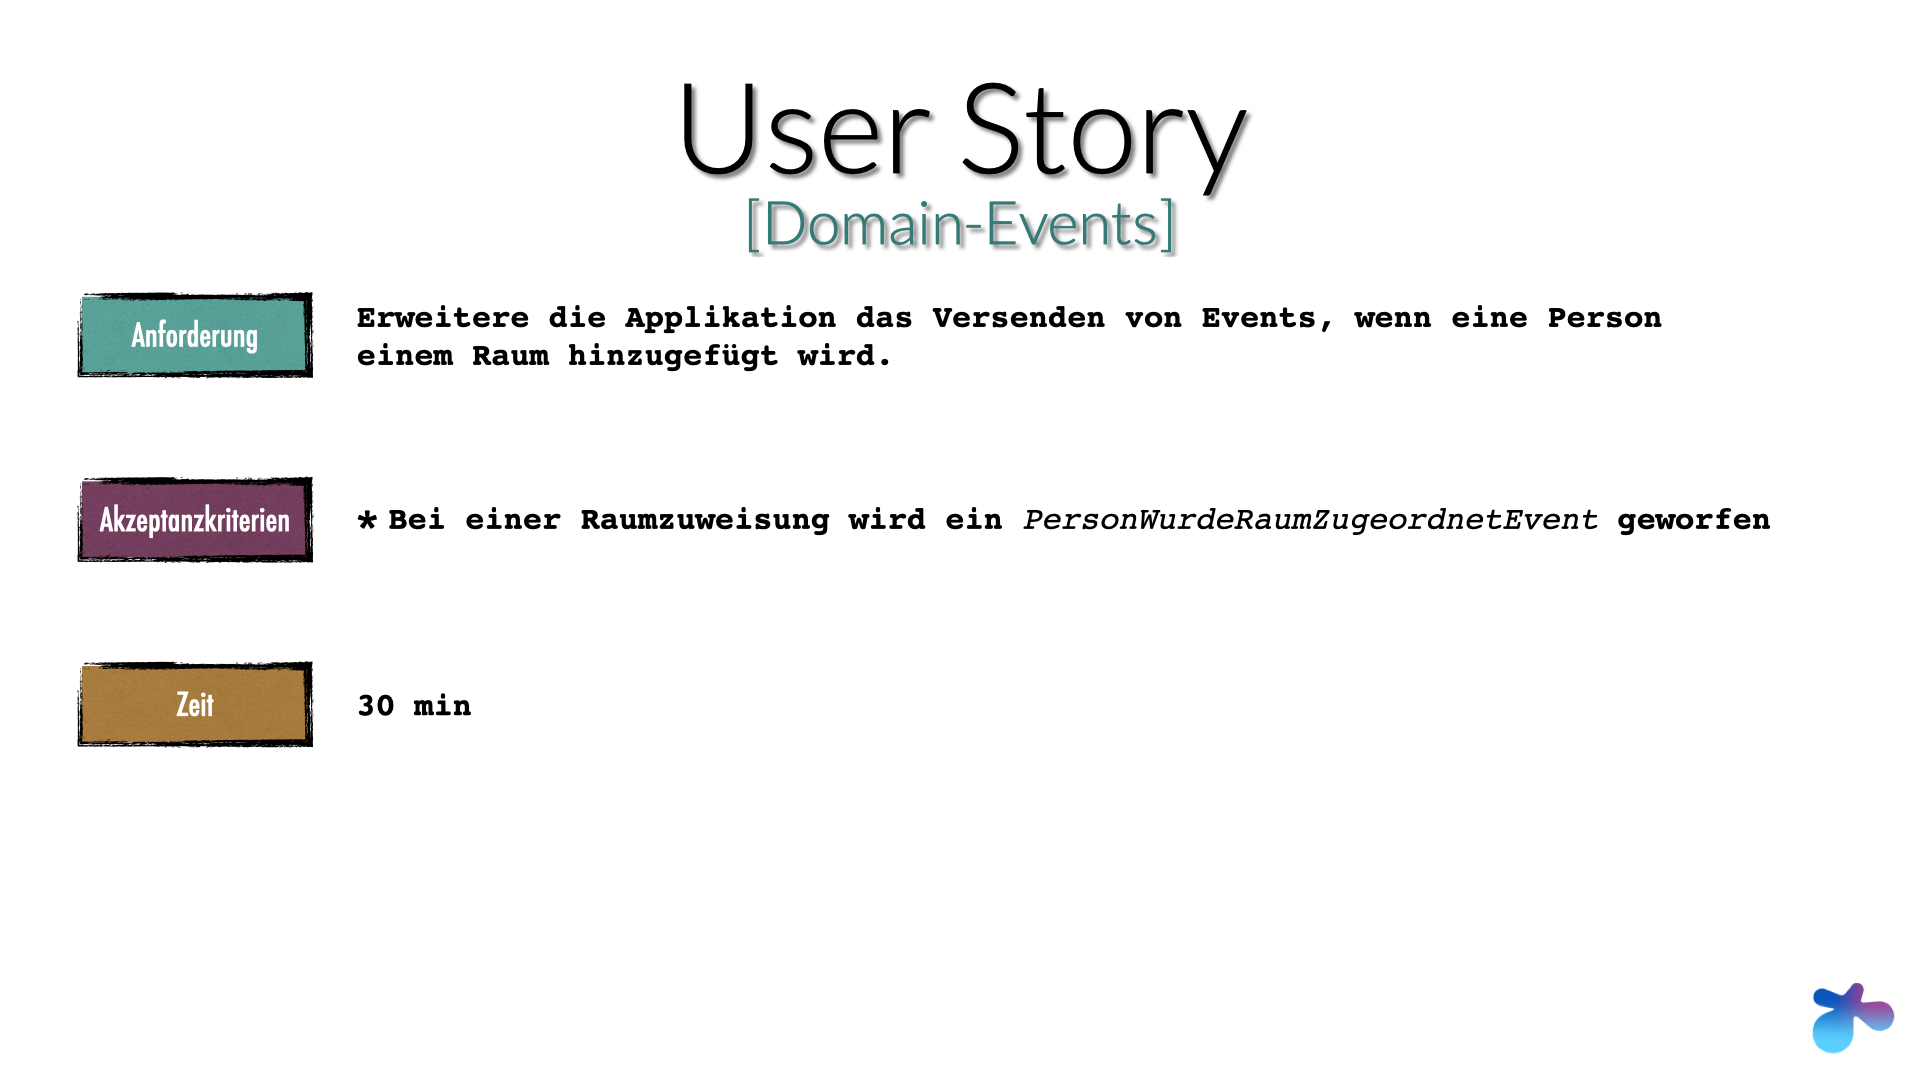 User Story
[Domain-Events]
Anforderung
Erweitere die Applikation das Versenden von Events, wenn eine Person
einem Raum hinzugefügt wird.
Akzeptanzkriterien
* Bei einer Raumzuweisung wird ein PersonWurdeRaumZugeordnetEvent geworfen
Zeit
30 min